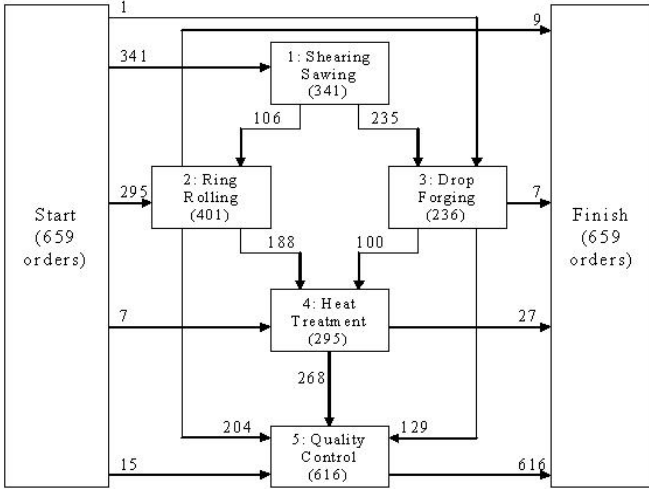 1
9
341
1: Shearing
Sawing
(341)
106
235
295
2: Ring
Rolling
(401)
3: Drop
Forging
(236)
7
Start
(659
orders)
Finish
(659
orders)
188
100
7
4: Heat
Treatment
(295)
27
268
204
129
5: Quality
Control
(616)
15
616